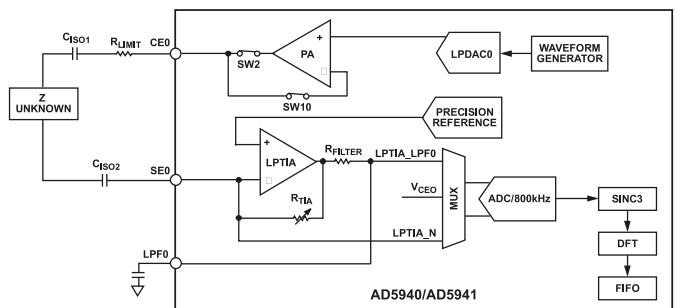 CISO1
RLIMIT
CE0
SW2
PA
+
SW10
LPDAC0
WAVEFORM
GENERATOR
Z
UNKNOWN
PRECISION
REFERENCE
CISO2
SE0
+
LPTIA
RFILTER
LPTIA_LPF0
RTIA
VCEO
MUX
ADC/800kHz
SINC3
LPTIA_N
DFT
LPF0
FIFO
AD5940/AD5941